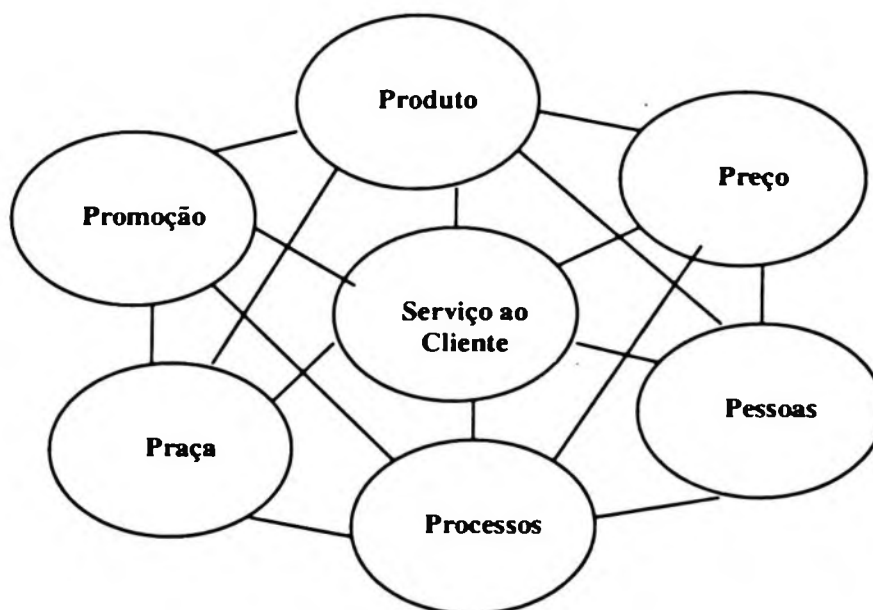 Produto
Preço
Promoção
Serviço ao
Cliente
Pessoas
Praça
Processos